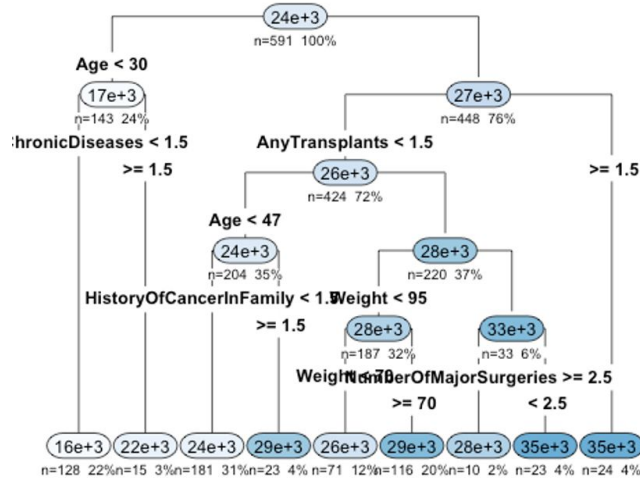 24e+3
n=591 100%
Age < 30
17e+3
27e+3
n=143 24%
n=448 76%
hronicDiseases < 1.5
AnyTransplants < 1.5
>= 1.5
>= 1.5
26e+3
n=424 72%
Age < 47
24e+3
28e+3
n=204 35%
n=220 37%
HistoryOfCancerInFamily < 1.5
Weight < 95
>= 1.5
28e+3
33e+3
n=187 32%
n=33 6%
Weight < 70
NumberOfMajorSurgeries >= 2.5
>= 70
< 2.5
16e+3
22e+3
24e+3
29e+3
26e+3
29e+3
28e+3
35e+3
35e+3
n=128 22%
n=15 3%
n=181 31%
n=23 4%
n=71 12%
n=116 20%
n=10 2%
n=23 4%
n=24 4%